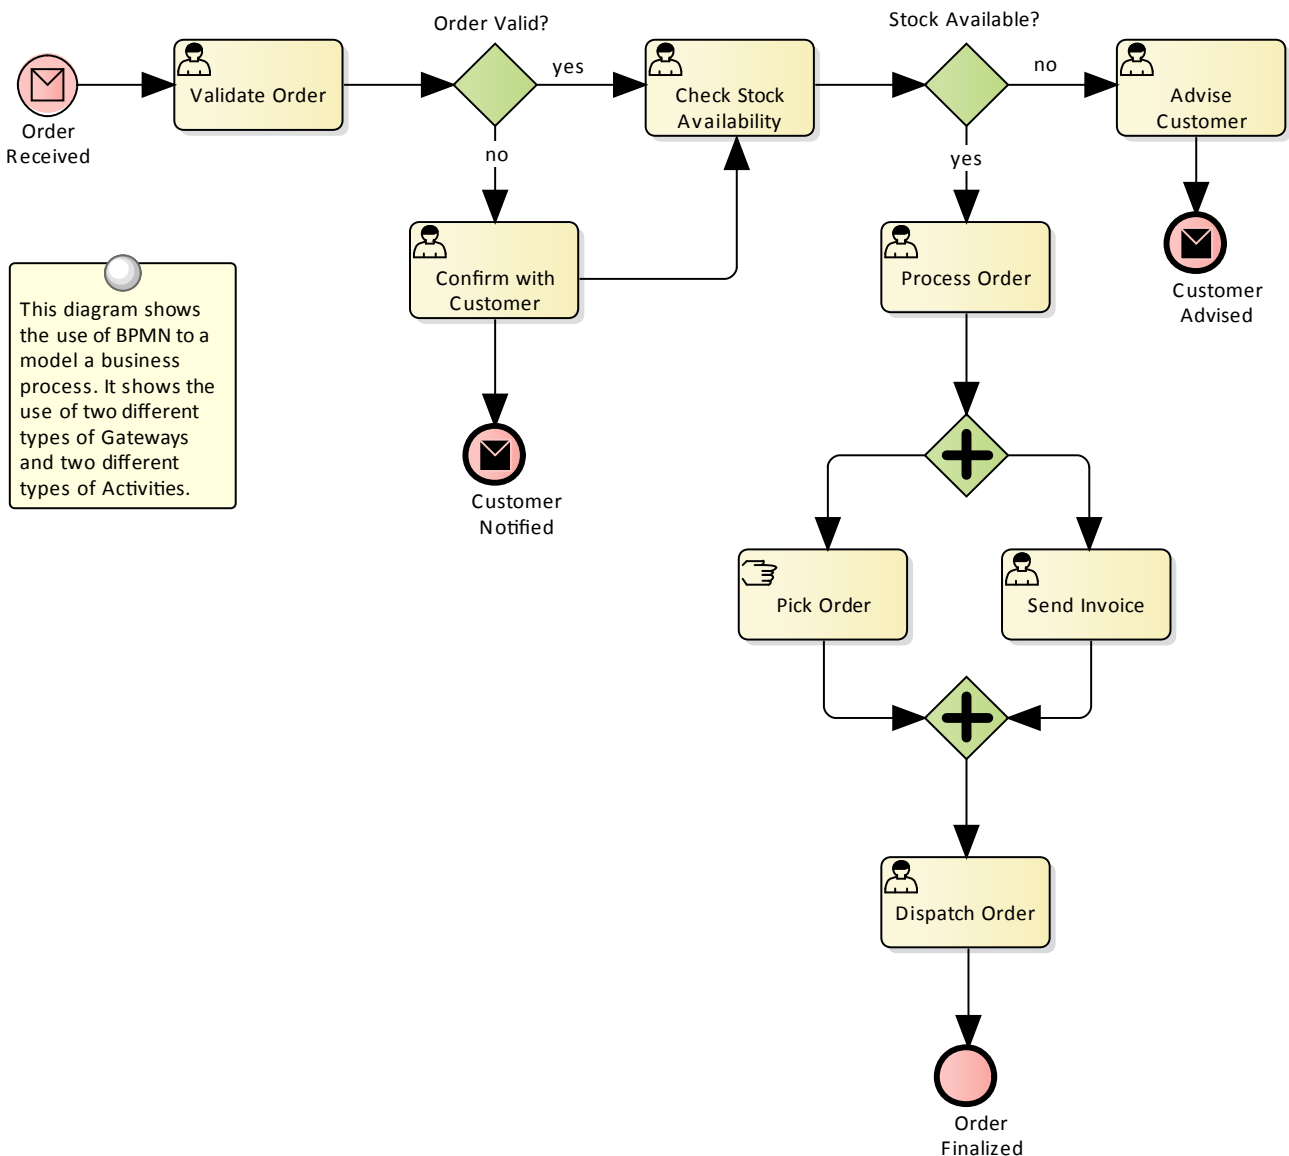 Order Valid?
Stock Available?
yes
no
Validate Order
Check Stock
Availability
Advise
Customer
Order
Received
no
yes
Confirm with
Customer
Process Order
Customer
Advised
This diagram shows
the use of BPMN to a
model a business
process. It shows the
use of two different
types of Gateways
and two different
types of Activities.
Customer
Notified
Pick Order
Send Invoice
Dispatch Order
Order
Finalized